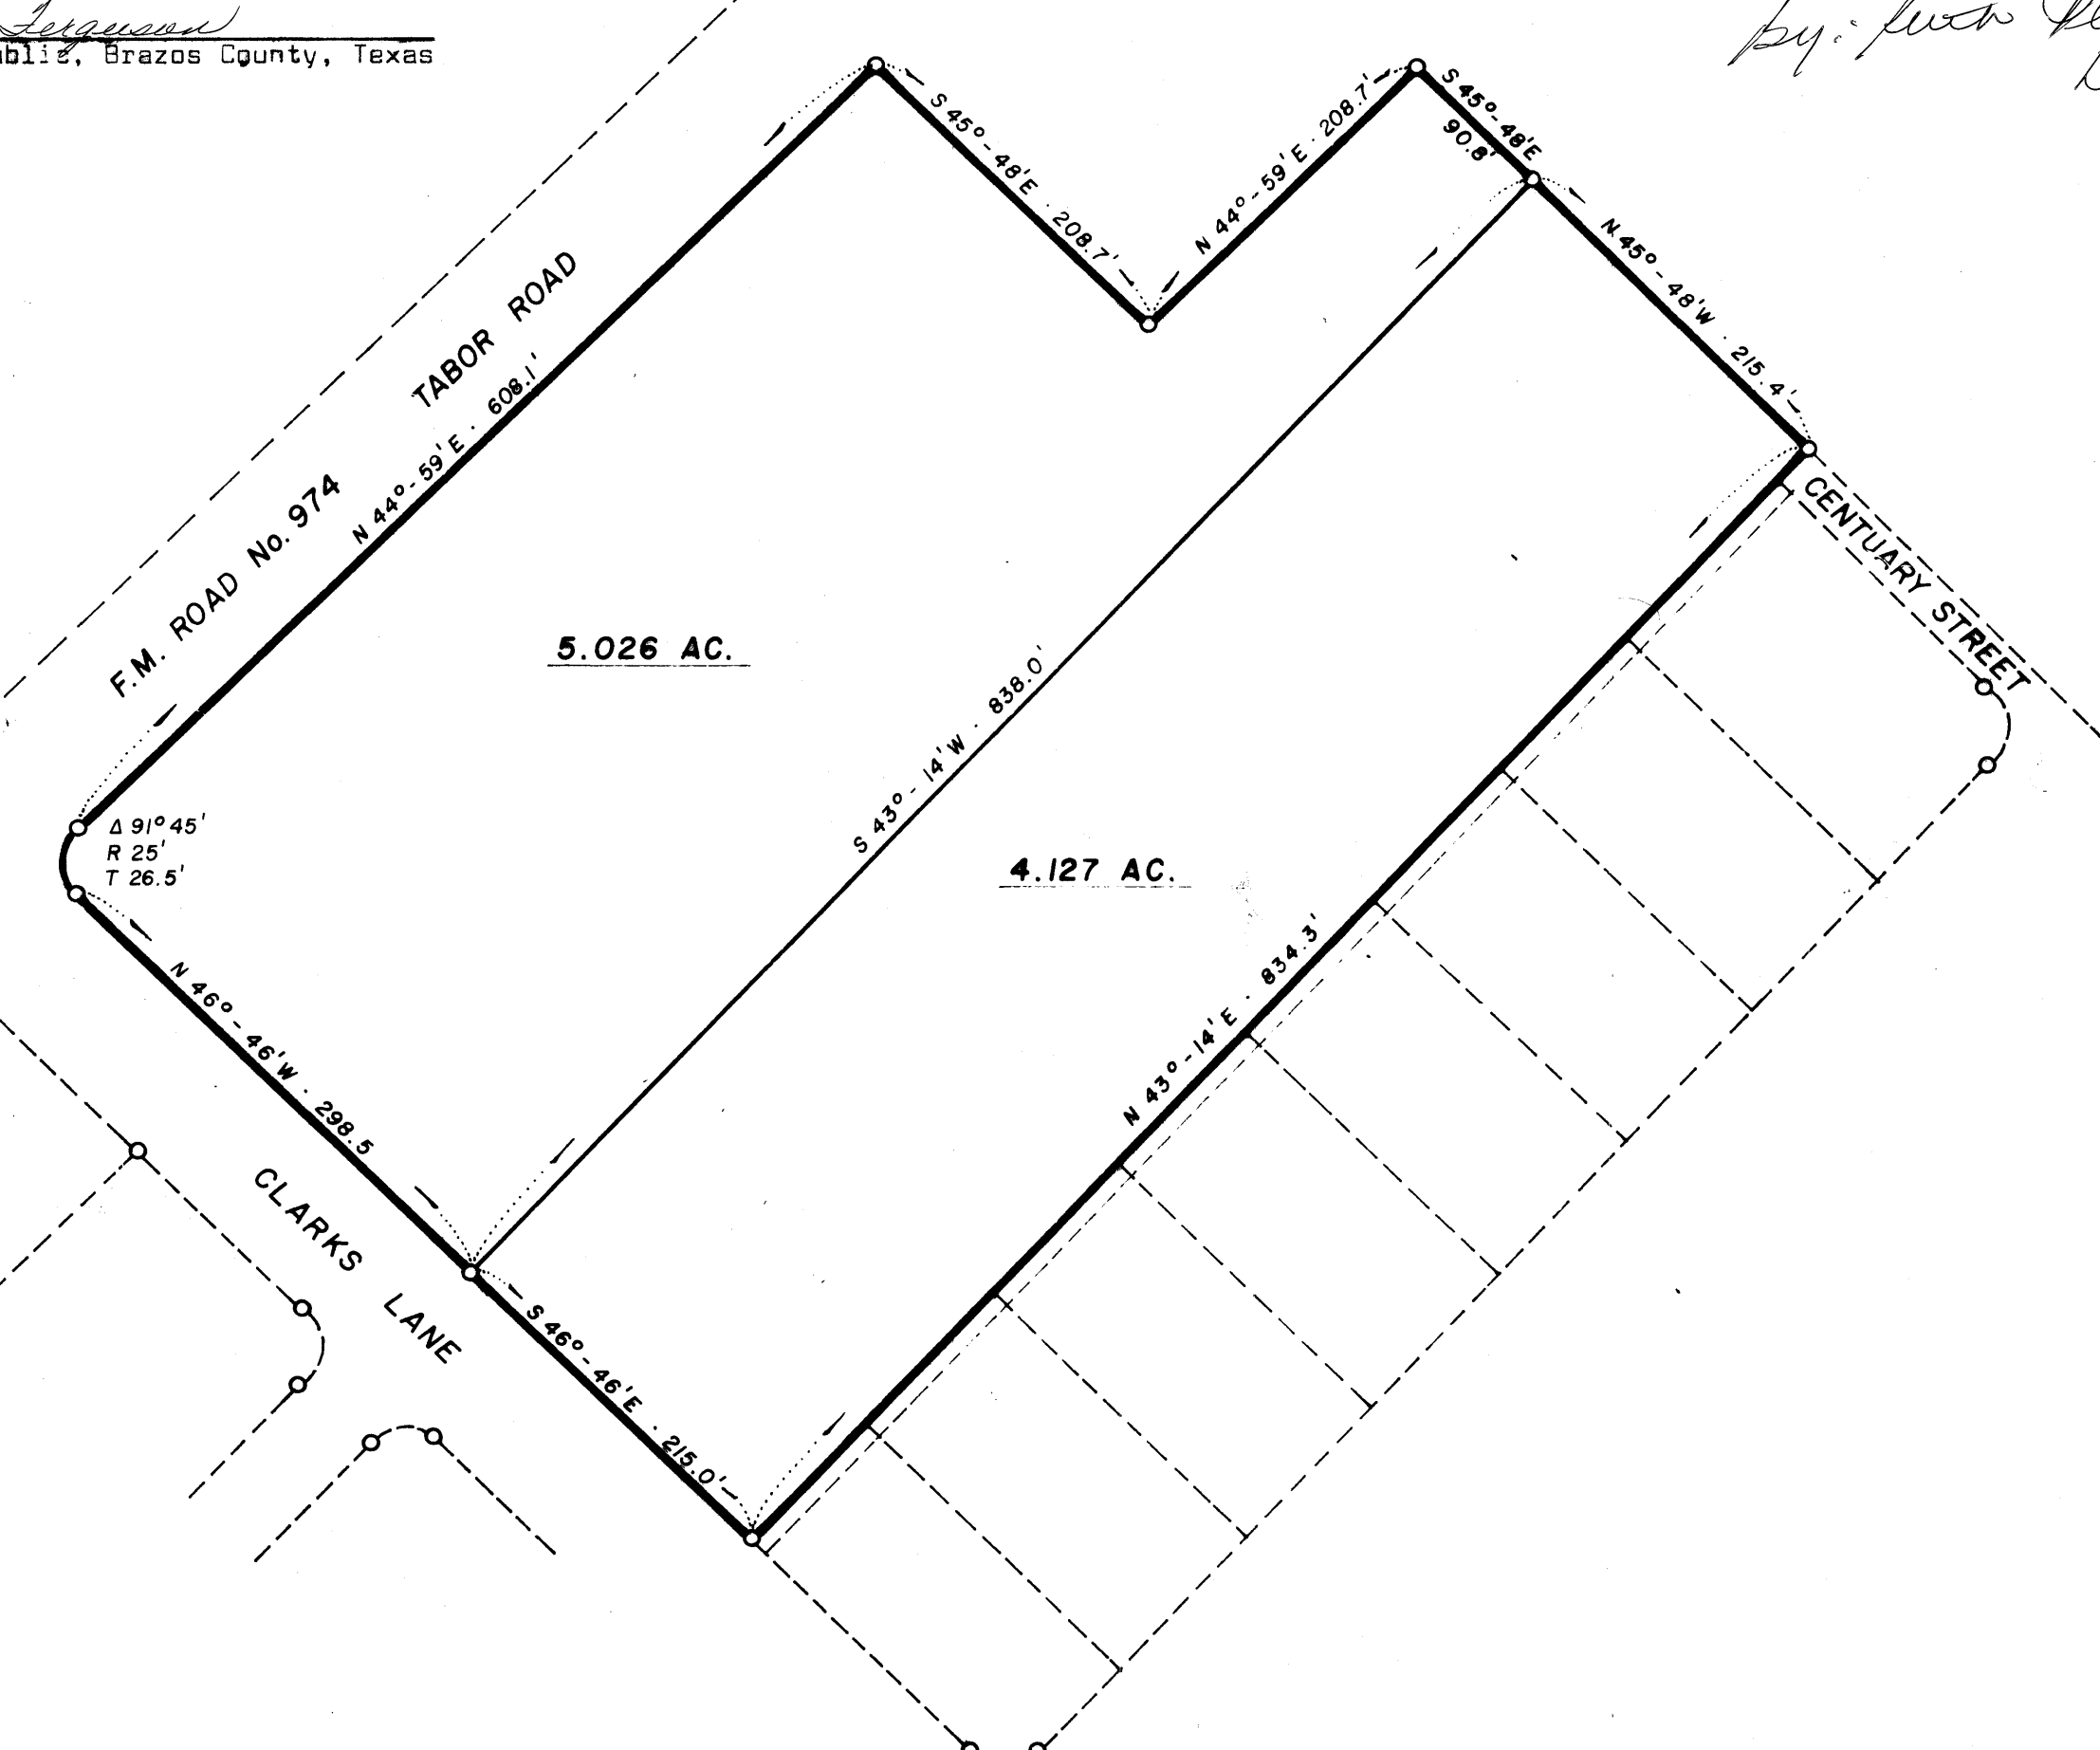 Ferguson
Brazos County, Texas
by:
S 45°-48'E . 208.7'
N 44°-59'E . 208.7'
S 45°-48'E
90.8'
N 45°-48'W . 215.4'
TABOR ROAD
F.M. ROAD No. 974
N 44°-59'E . 608.1'
CENTUARY STREET
5.026 AC.
S 43°-14'W . 838.0'
Δ 91°45'
R 25'
T 26.5'
4.127 AC.
N 43°-14'E . 834.3'
N 46°-46'W . 298.5
CLARKS LANE
S 46°-46'E . 215.0'